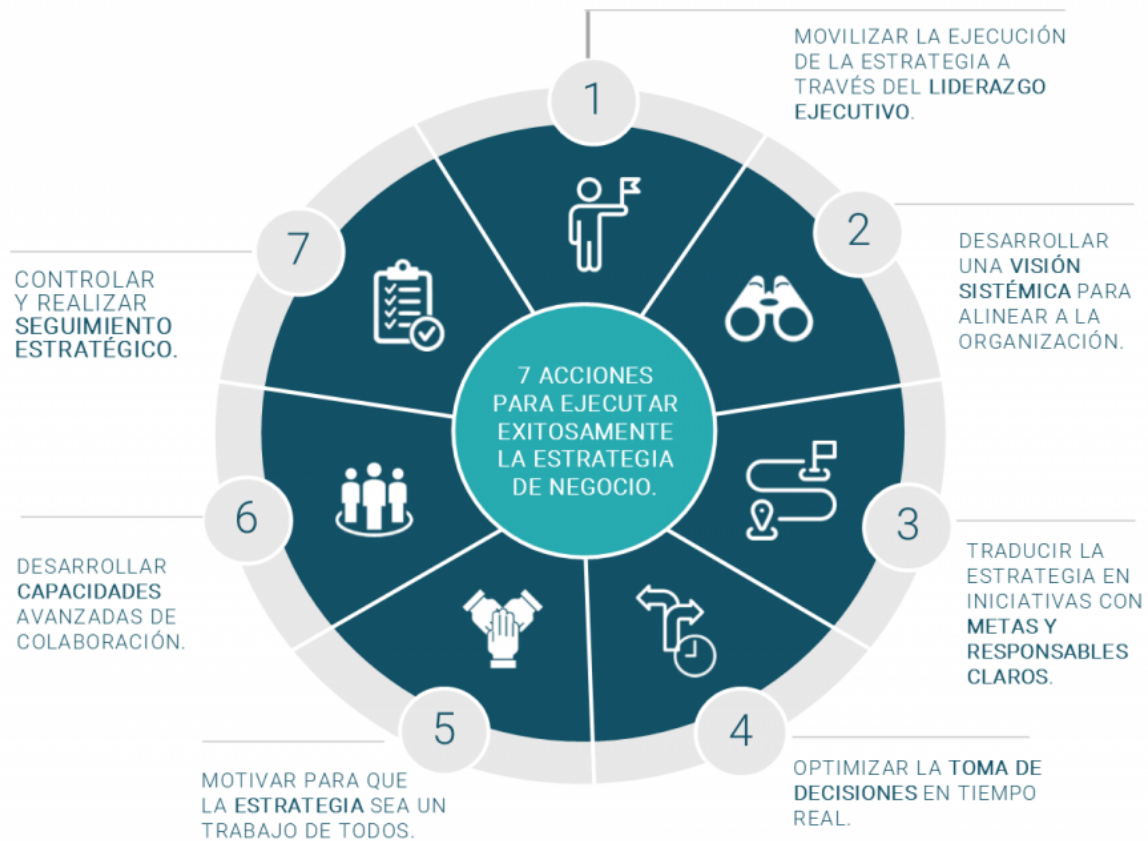 1
MOVILIZAR LA EJECUCIÓN
DE LA ESTRATEGIA A
TRAVÉS DEL LIDERAZGO
EJECUTIVO.
2
DESARROLLAR
UNA VISIÓN
SISTÉMICA PARA
ALINEAR A LA
ORGANIZACIÓN.
3
TRADUCIR LA
ESTRATEGIA EN
INICIATIVAS CON
METAS Y
RESPONSABLES
CLAROS.
4
OPTIMIZAR LA TOMA DE
DECISIONES EN TIEMPO
REAL.
5
MOTIVAR PARA QUE
LA ESTRATEGIA SEA UN
TRABAJO DE TODOS.
6
DESARROLLAR
CAPACIDADES
AVANZADAS DE
COLABORACIÓN.
7
CONTROLAR
Y REALIZAR
SEGUIMIENTO
ESTRATÉGICO.
7 ACCIONES
PARA EJECUTAR
EXITOSAMENTE
LA ESTRATEGIA
DE NEGOCIO.